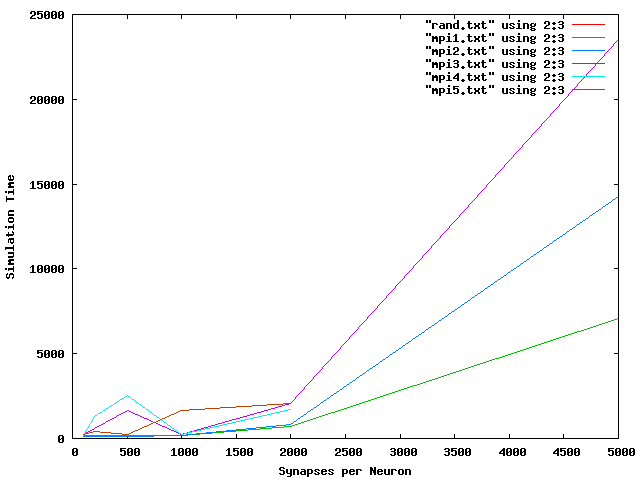 25000
20000
15000
10000
5000
0
Simulation Time
"rand.txt" using 2:3
"mpi1.txt" using 2:3
"mpi2.txt" using 2:3
"mpi3.txt" using 2:3
"mpi4.txt" using 2:3
"mpi5.txt" using 2:3
0 500 1000 1500 2000 2500 3000 3500 4000 4500 5000
Synapses per Neuron